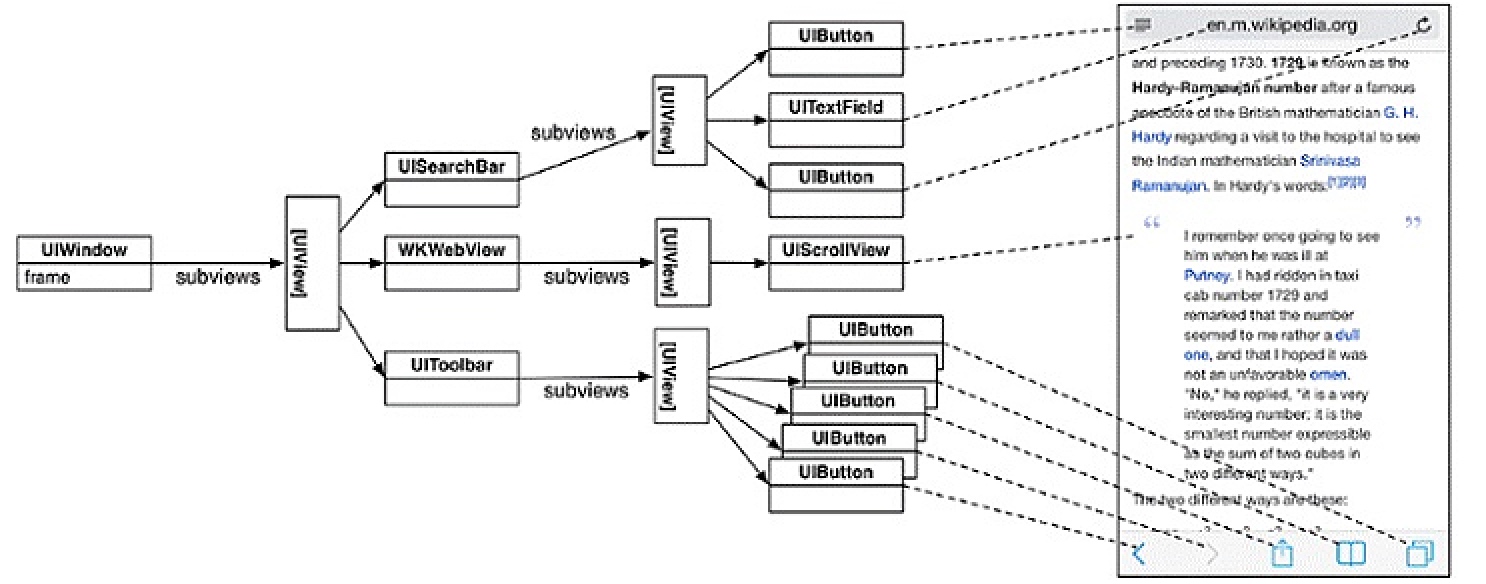 UIWindow
frame
subviews
[UIView]
UISearchBar
subviews
[UIView]
UIButton
UITextField
UIButton
WKWebView
subviews
[UIView]
UIScrollView
UIToolbar
subviews
[UIView]
UIButton
UIButton
UIButton
UIButton
UIButton
en.m.wikipedia.org
and preceding 1730. 1729 is known as the
Hardy–Ramanujan number after a famous
anecdote of the British mathematician G. H.
Hardy regarding a visit to the hospital to see
the Indian mathematician Srinivasa
Ramanujan. In Hardy's words:[1][2][3]
“ ”
I remember once going to see
him when he was ill at
Putney. I had ridden in taxi
cab number 1729 and
remarked that the number
seemed to me rather a dull
one, and that I hoped it was
not an unfavorable omen.
"No," he replied, "it is a very
interesting number; it is the
smallest number expressible
as the sum of two cubes in
two different ways."
The two different ways are these: